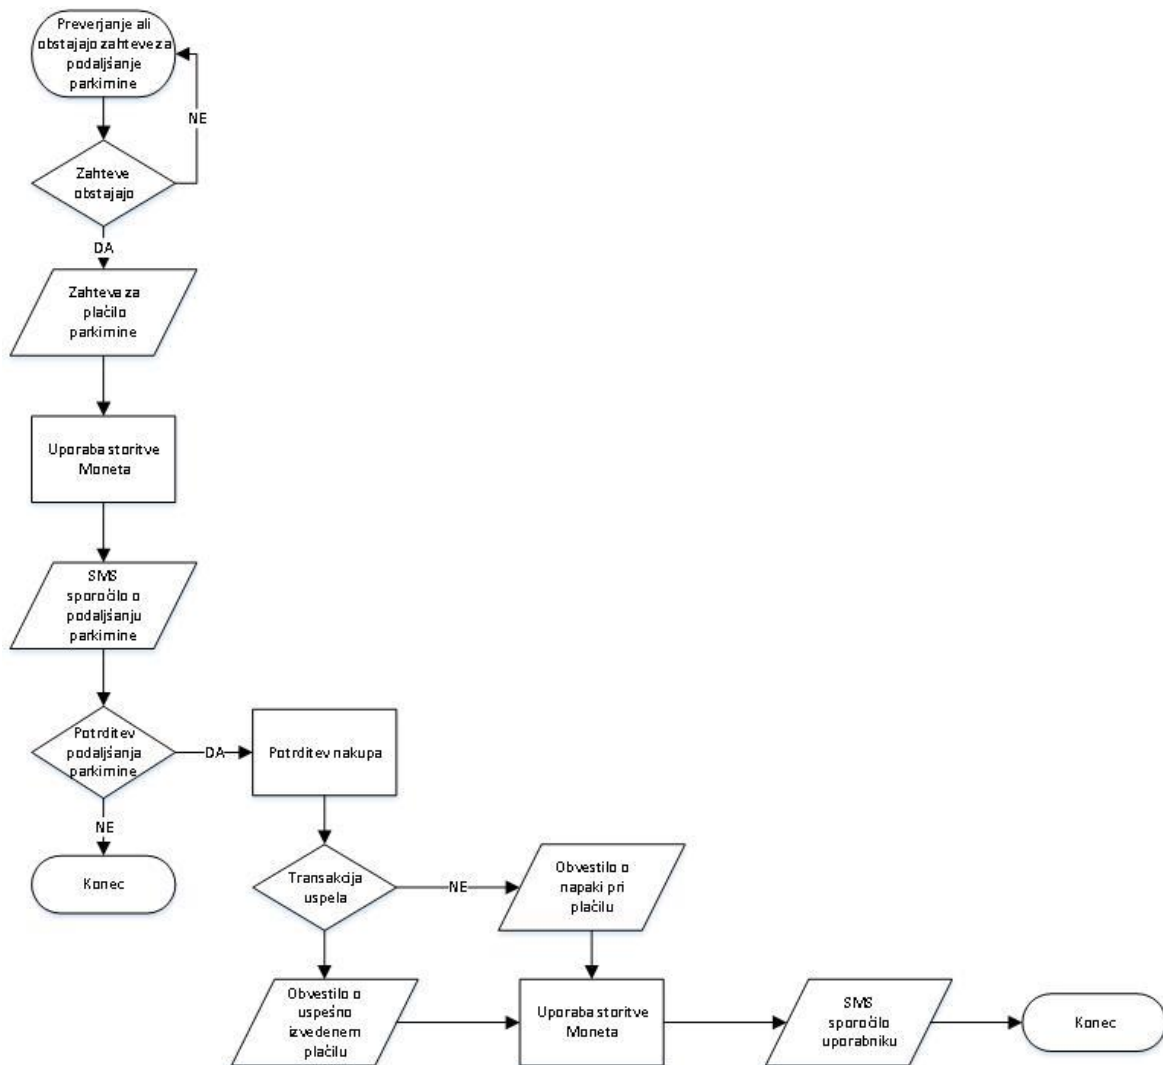 Preverjanje ali
obstajajo zahteve za
podaljšanje
parkirnine
NE
Zahteve
obstajajo
DA
Zahteva za
plačilo
parkirnine
Uporaba storitve
Moneta
SMS
sporočilo o
podaljšanju
parkirnine
Potrditev
podaljšanja
parkirnine
DA
Potrditev nakupa
NE
Konec
Transakcija
uspela
NE
Obvestilo o
napaki pri
plačilu
Obvestilo o
uspešno
izvedenem
plačilu
Uporaba storitve
Moneta
SMS
sporočilo
uporabniku
Konec